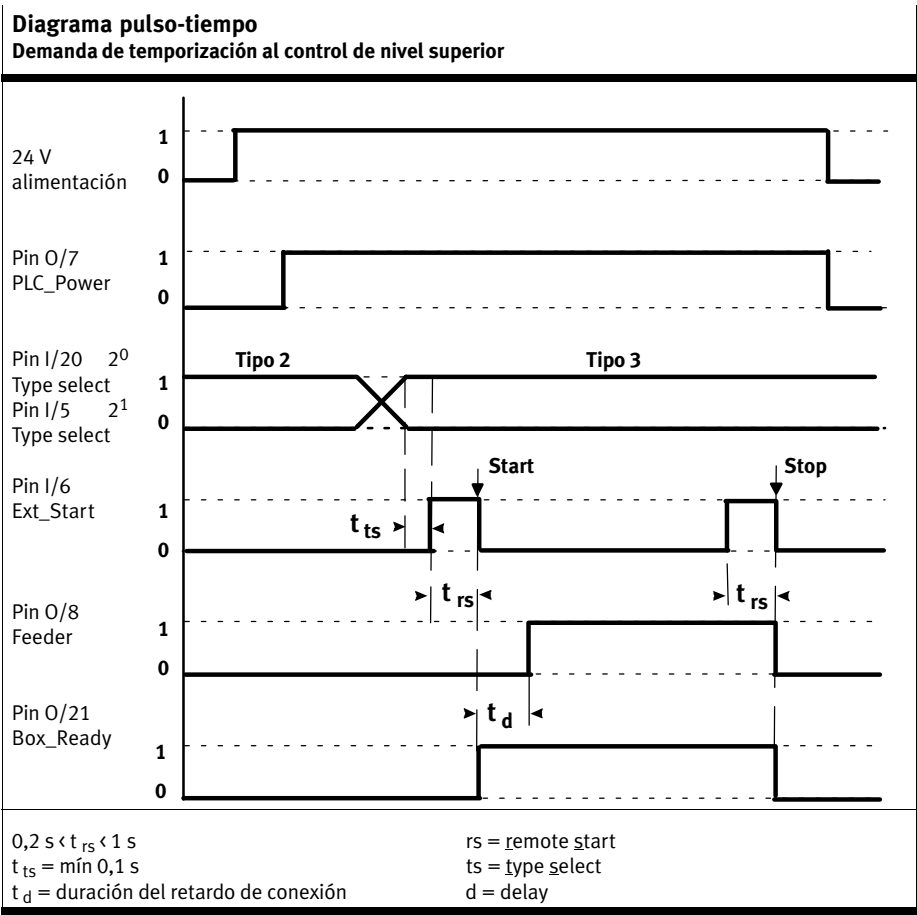 Diagrama pulso-tiempo
Demanda de temporización al control de nivel superior
24 V
alimentación
1
0
Pin O/7
PLC_Power
1
0
Pin I/20 2⁰
Type select
Pin I/5 2¹
Type select
1
0
Tipo 2
Tipo 3
Pin I/6
Ext_Start
1
0
Start
Stop
t ts
t rs
t rs
Pin O/8
Feeder
1
0
Pin O/21
Box_Ready
1
0
t d
0,2 s ‹ t rs ‹ 1 s
t ts = mín 0,1 s
t d = duración del retardo de conexión
rs = remote start
ts = type select
d = delay